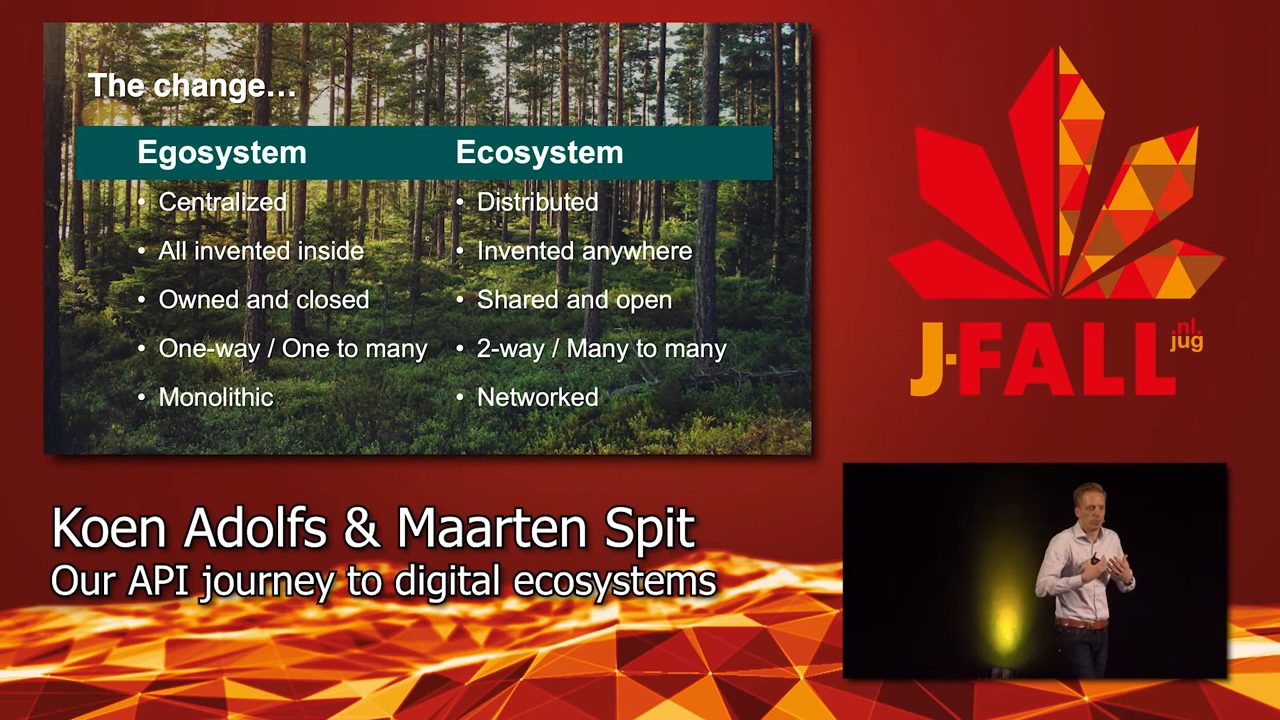 The change...
Egosystem
Ecosystem
• Centralized
• Distributed
• All invented inside
• Invented anywhere
• Owned and closed
• Shared and open
• One-way / One to many
• 2-way / Many to many
• Monolithic
• Networked
J-FALL
nl
jug
Koen Adolfs & Maarten Spit
Our API journey to digital ecosystems